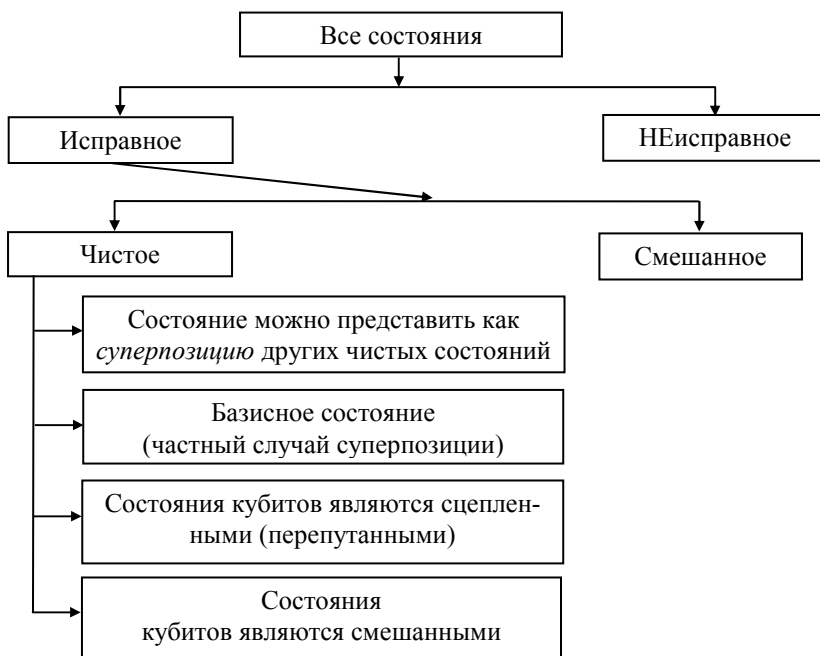 Все состояния
Исправное
НЕисправное
Чистое
Смешанное
Состояние можно представить как
суперпозицию других чистых состояний
Базисное состояние
(частный случай суперпозиции)
Состояния кубитов являются сцеплен-
ными (перепутанными)
Состояния
кубитов являются смешанными